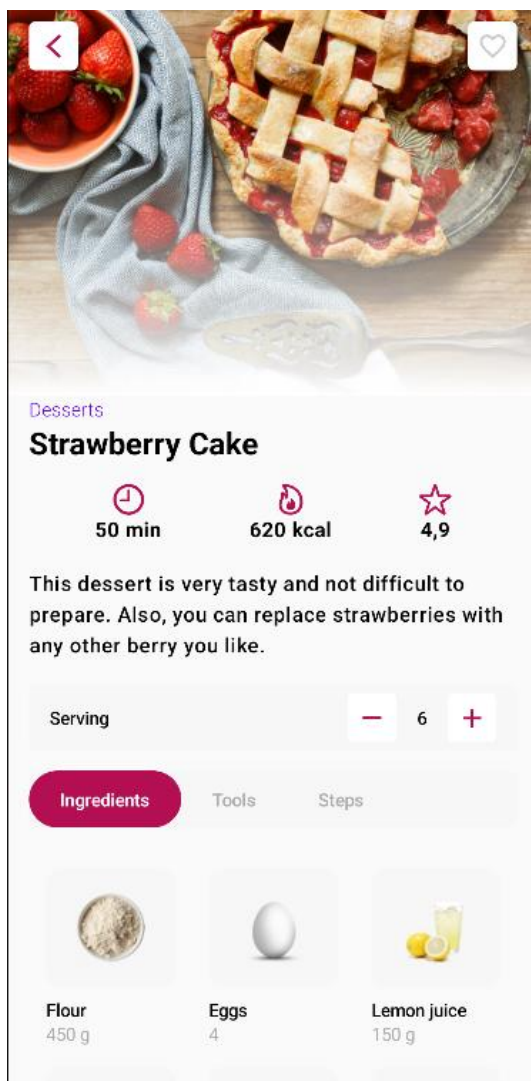 Desserts
Strawberry Cake
50 min
620 kcal
4,9
This dessert is very tasty and not difficult to
prepare. Also, you can replace strawberries with
any other berry you like.
Serving
6
Ingredients
Tools
Steps
Flour
Eggs
Lemon juice
450 g
4
150 g